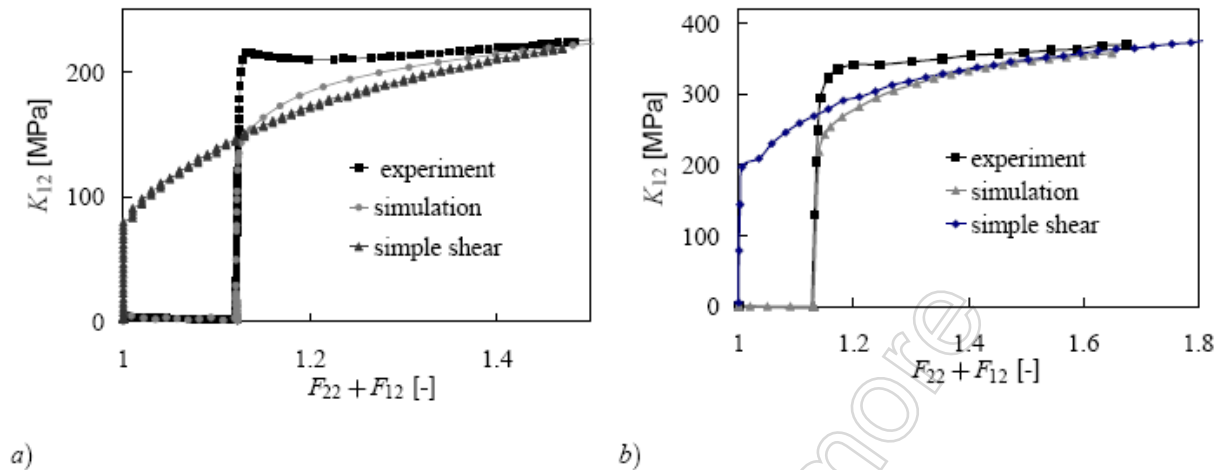 200
100
0
K12 [MPa]
experiment
simulation
simple shear
1
1.2
1.4
F22 + F12 [-]
a)
400
300
200
100
0
K12 [MPa]
experiment
simulation
simple shear
1
1.2
1.4
1.6
1.8
F22 + F12 [-]
b)
more